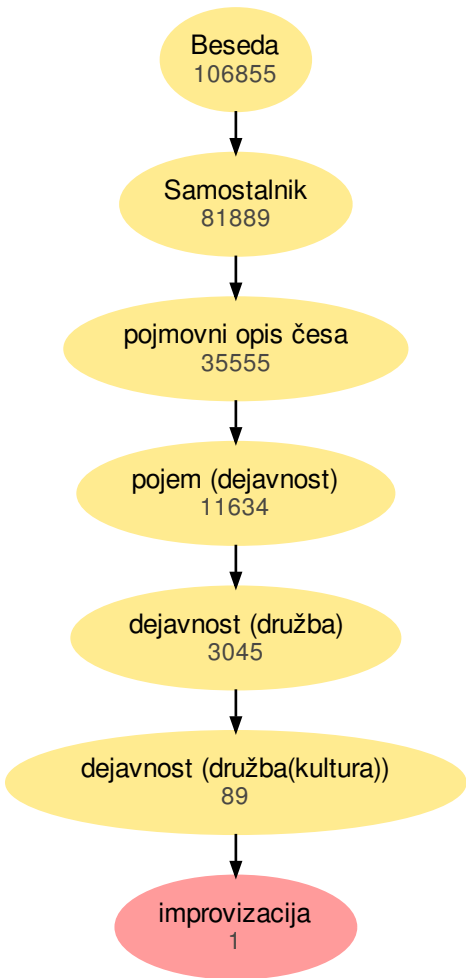 Beseda
106855
Samostalnik
81889
pojmovni opis česa
35555
pojem (dejavnost)
11634
dejavnost (družba)
3045
dejavnost (družba(kultura))
89
improvizacija
1